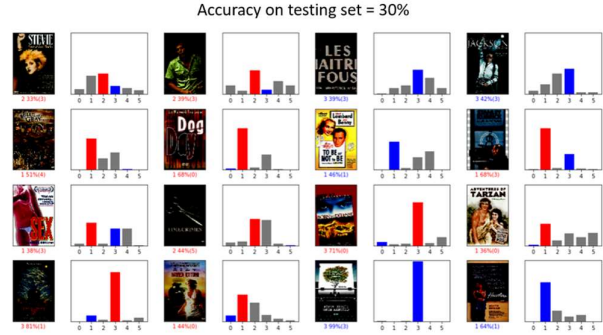 Accuracy on testing set = 30%
STEVIE
LES
MAITRES
FOUS
JACKSON
0 1 2 3 4 5
0 1 2 3 4 5
0 1 2 3 4 5
0 1 2 3 4 5
2 33%(3)
2 39%(3)
3 39%(3)
3 42%(3)
Dog
Lombard
Benny
TO BE
OR
NOT TO BE
0 1 2 3 4 5
0 1 2 3 4 5
0 1 2 3 4 5
0 1 2 3 4 5
1 51%(4)
1 68%(0)
1 46%(1)
1 68%(3)
SEX
ADVENTURES OF
TARZAN
0 1 2 3 4 5
0 1 2 3 4 5
0 1 2 3 4 5
0 1 2 3 4 5
1 38%(3)
2 44%(5)
3 71%(0)
1 36%(0)
0 1 2 3 4 5
0 1 2 3 4 5
0 1 2 3 4 5
0 1 2 3 4 5
3 81%(1)
1 44%(0)
3 99%(3)
1 64%(1)